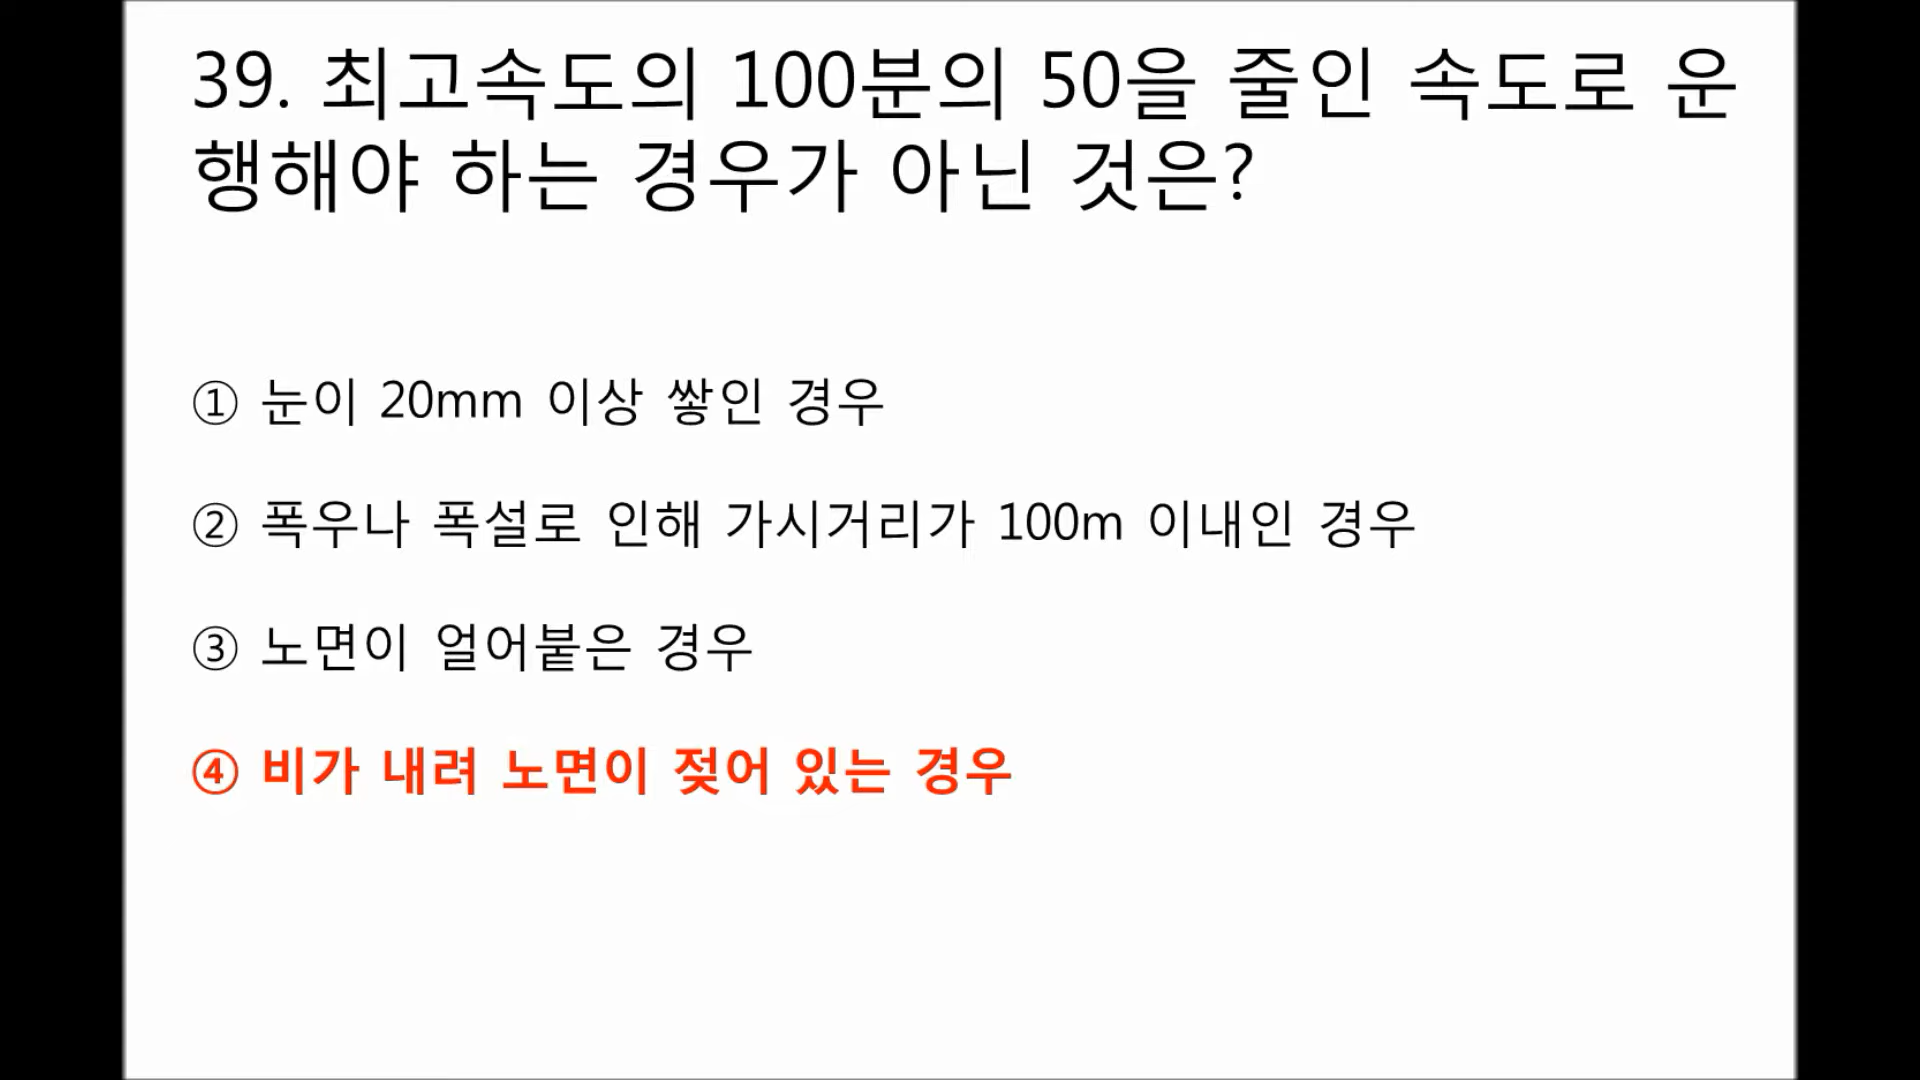 39. 최고속도의 100분의 50을 줄인 속도로 운
행해야 하는 경우가 아닌 것은?
① 눈이 20mm 이상 쌓인 경우
② 폭우나 폭설로 인해 가시거리가 100m 이내인 경우
③ 노면이 얼어붙은 경우
④ 비가 내려 노면이 젖어 있는 경우